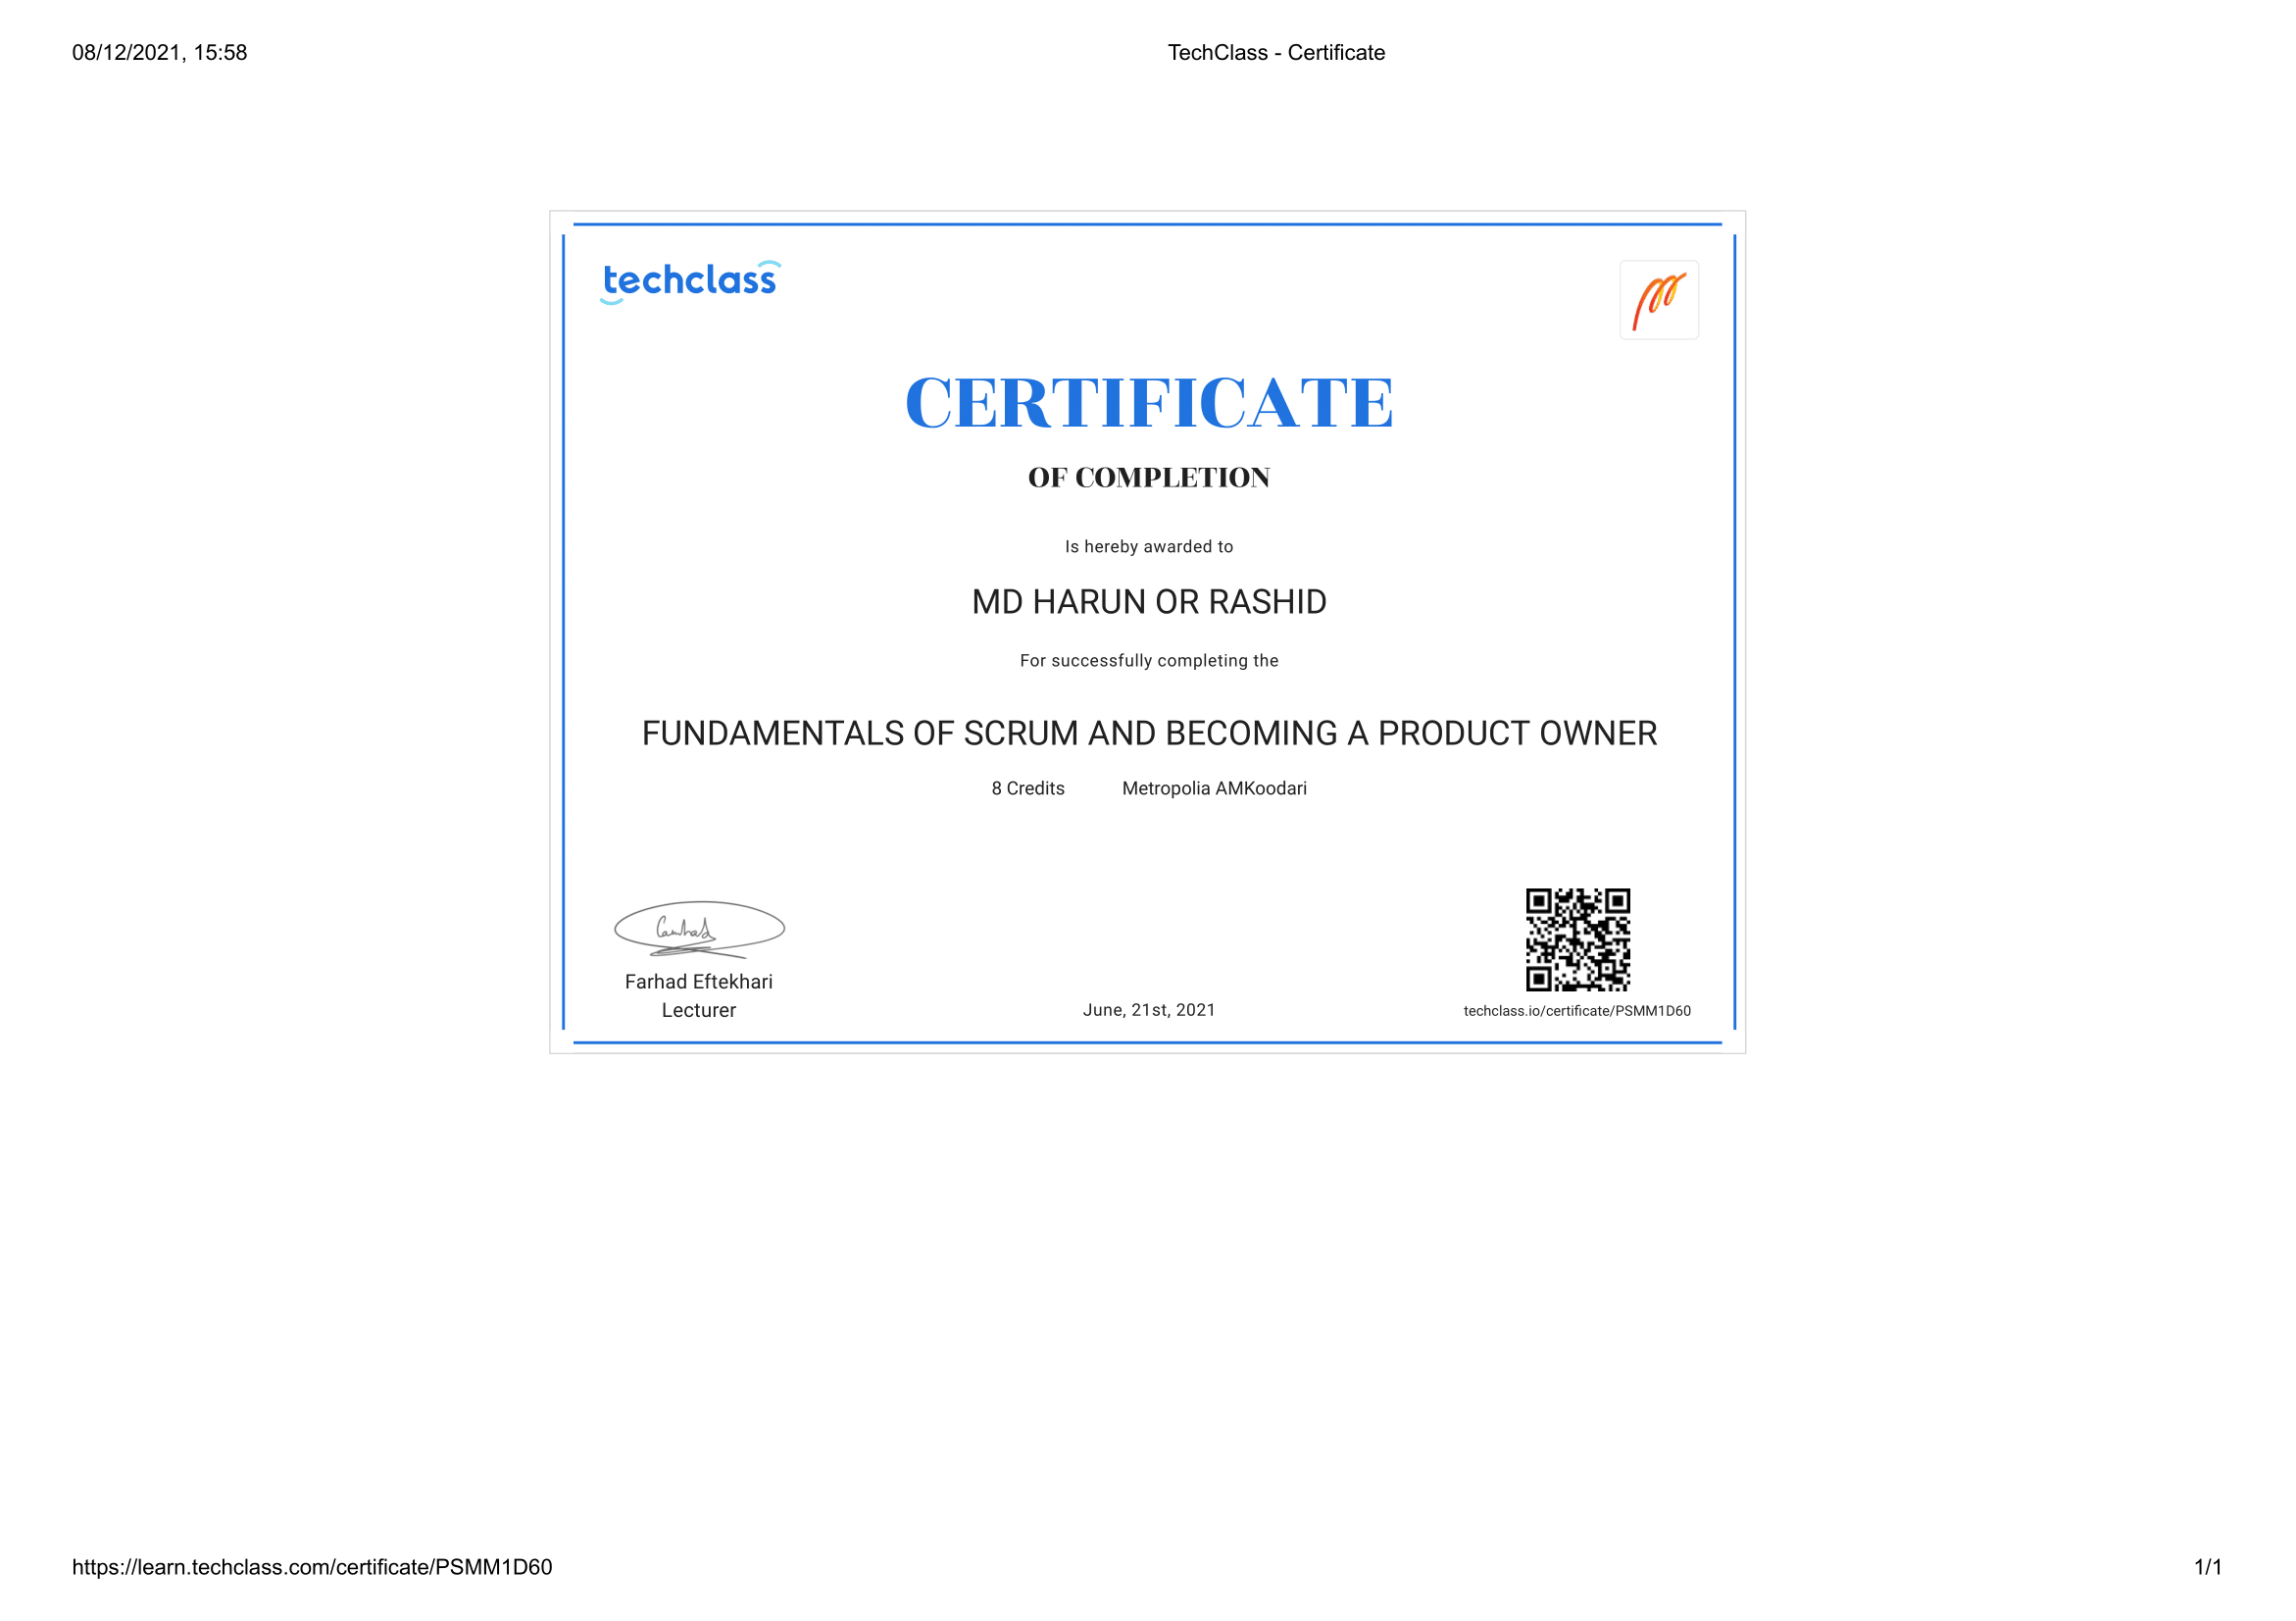 08/12/2021, 15:58
TechClass - Certificate
techclass
CERTIFICATE
OF COMPLETION
Is hereby awarded to
MD HARUN OR RASHID
For successfully completing the
FUNDAMENTALS OF SCRUM AND BECOMING A PRODUCT OWNER
8 Credits Metropolia AMKoodari
Farhad Eftekhari
Lecturer
June, 21st, 2021
techclass.io/certificate/PSMM1D60
https://learn.techclass.com/certificate/PSMM1D60
1/1